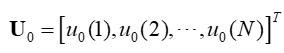 U₀ = [u₀(1), u₀(2), ⋯, u₀(N)]ᵀ